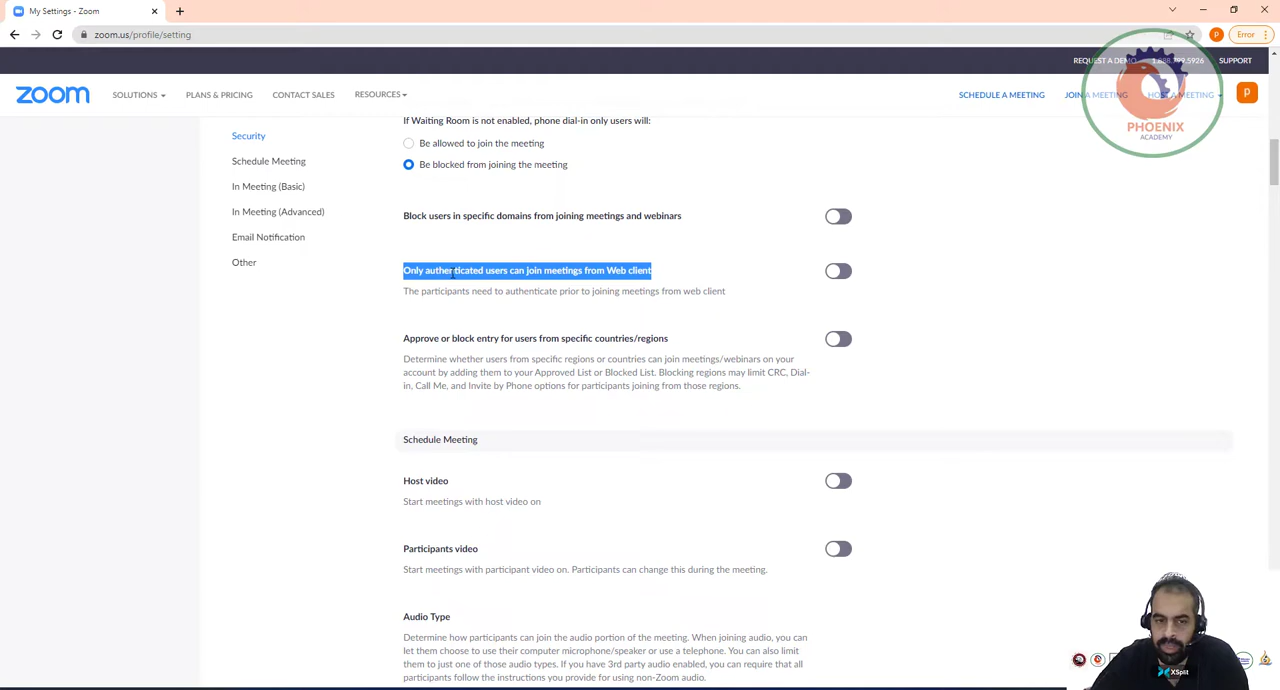 My Settings - Zoom
zoom.us/profile/setting
P
Error
REQUEST A DEMO 1.888.799.5926 SUPPORT
zoom
SOLUTIONS
PLANS & PRICING
CONTACT SALES
RESOURCES
SCHEDULE A MEETING
JOIN A MEETING
HOST A MEETING
P
PHOENIX
ACADEMY
Security
Schedule Meeting
In Meeting (Basic)
In Meeting (Advanced)
Email Notification
Other
If Waiting Room is not enabled, phone dial-in only users will:
Be allowed to join the meeting
Be blocked from joining the meeting
Block users in specific domains from joining meetings and webinars
Only authenticated users can join meetings from Web client
The participants need to authenticate prior to joining meetings from web client
Approve or block entry for users from specific countries/regions
Determine whether users from specific regions or countries can join meetings/webinars on your
account by adding them to your Approved List or Blocked List. Blocking regions may limit CRC, Dial-
in, Call Me, and Invite by Phone options for participants joining from those regions.
Schedule Meeting
Host video
Start meetings with host video on
Participants video
Start meetings with participant video on. Participants can change this during the meeting.
Audio Type
Determine how participants can join the audio portion of the meeting. When joining audio, you can
let them choose to use their computer microphone/speaker or use a telephone. You can also limit
them to just one of those audio types. If you have 3rd party audio enabled, you can require that all
participants follow the instructions you provide for using non-Zoom audio.
XSplit